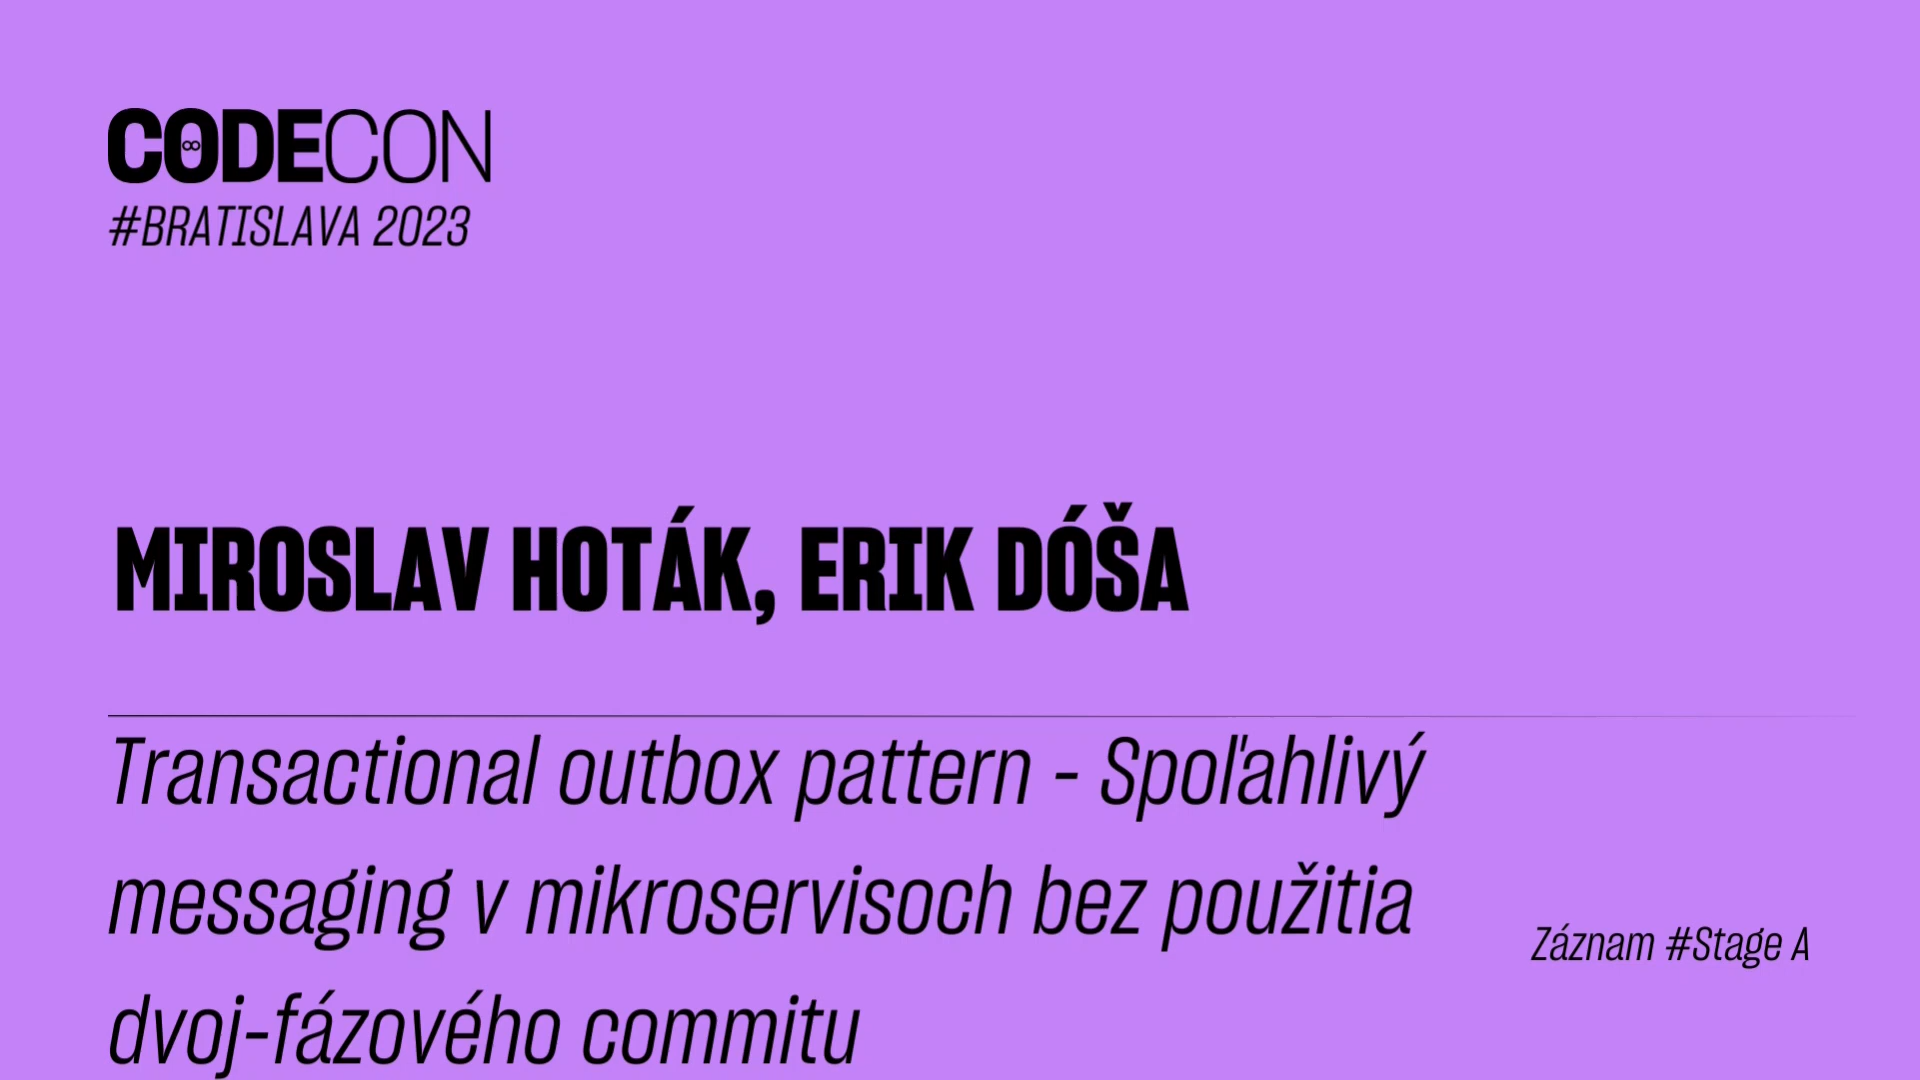 CODECON
#BRATISLAVA 2023
MIROSLAV HOTÁK, ERIK DÓŠA
Transactional outbox pattern - Spoľahlivý
messaging v mikroservisoch bez použitia
dvoj-fázového commitu
Záznam #Stage A